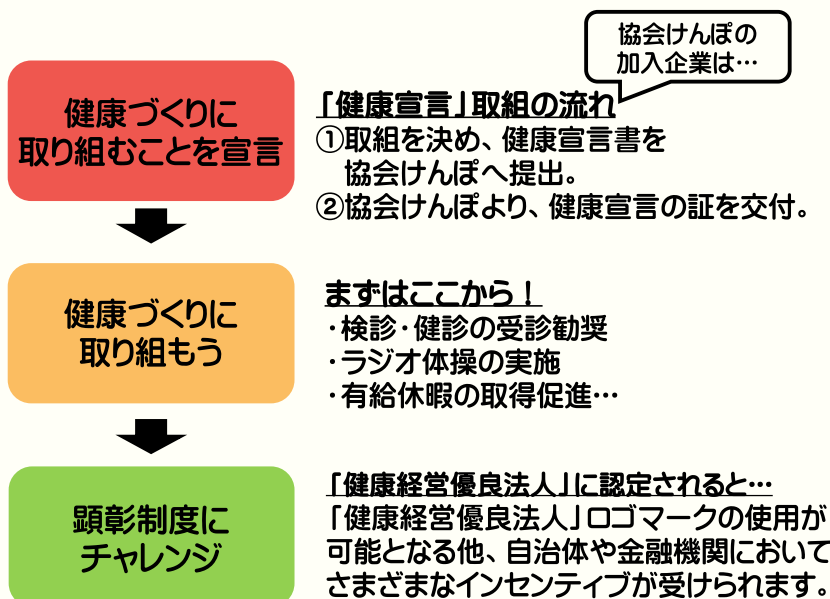 協会けんぽの
加入企業は…
健康づくりに
取り組むことを宣言
「健康宣言」取組の流れ
①取組を決め、健康宣言書を
協会けんぽへ提出。
②協会けんぽより、健康宣言の証を交付。
健康づくりに
取り組もう
まずはここから！
・検診・健診の受診勧奨
・ラジオ体操の実施
・有給休暇の取得促進…
顕彰制度に
チャレンジ
「健康経営優良法人」に認定されると…
「健康経営優良法人」ロゴマークの使用が
可能となる他、自治体や金融機関において
さまざまなインセンティブが受けられます。